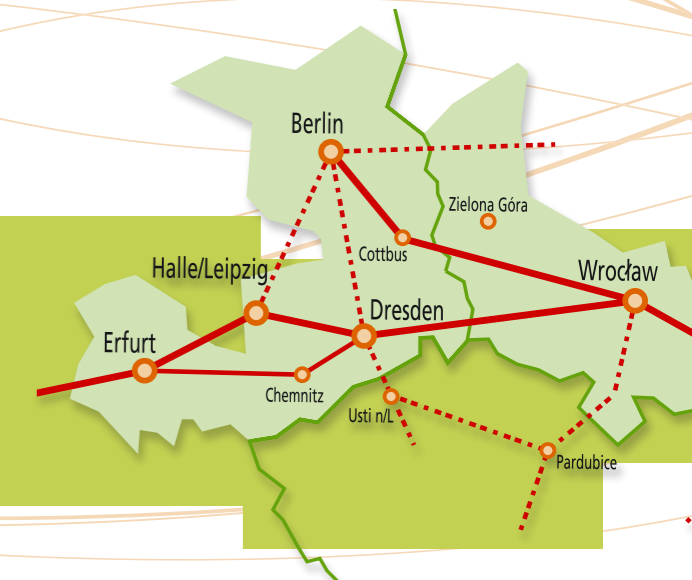 Berlin
Zielona Góra
Cottbus
Halle/Leipzig
Wrocław
Dresden
Erfurt
Chemnitz
Usti n/L
Pardubice